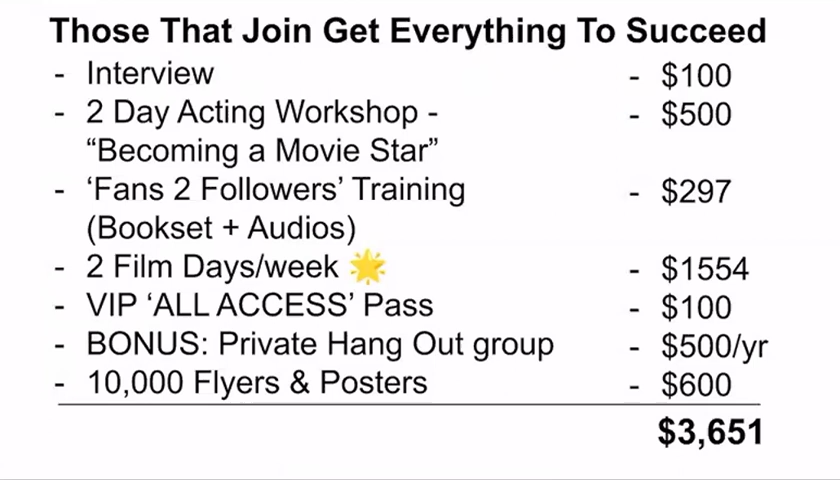 Those That Join Get Everything To Succeed
- Interview - $100
- 2 Day Acting Workshop - - $500
“Becoming a Movie Star”
- ‘Fans 2 Followers’ Training - $297
(Bookset + Audios)
- 2 Film Days/week 🌟 - $1554
- VIP ‘ALL ACCESS’ Pass - $100
- BONUS: Private Hang Out group - $500/yr
- 10,000 Flyers & Posters - $600
$3,651